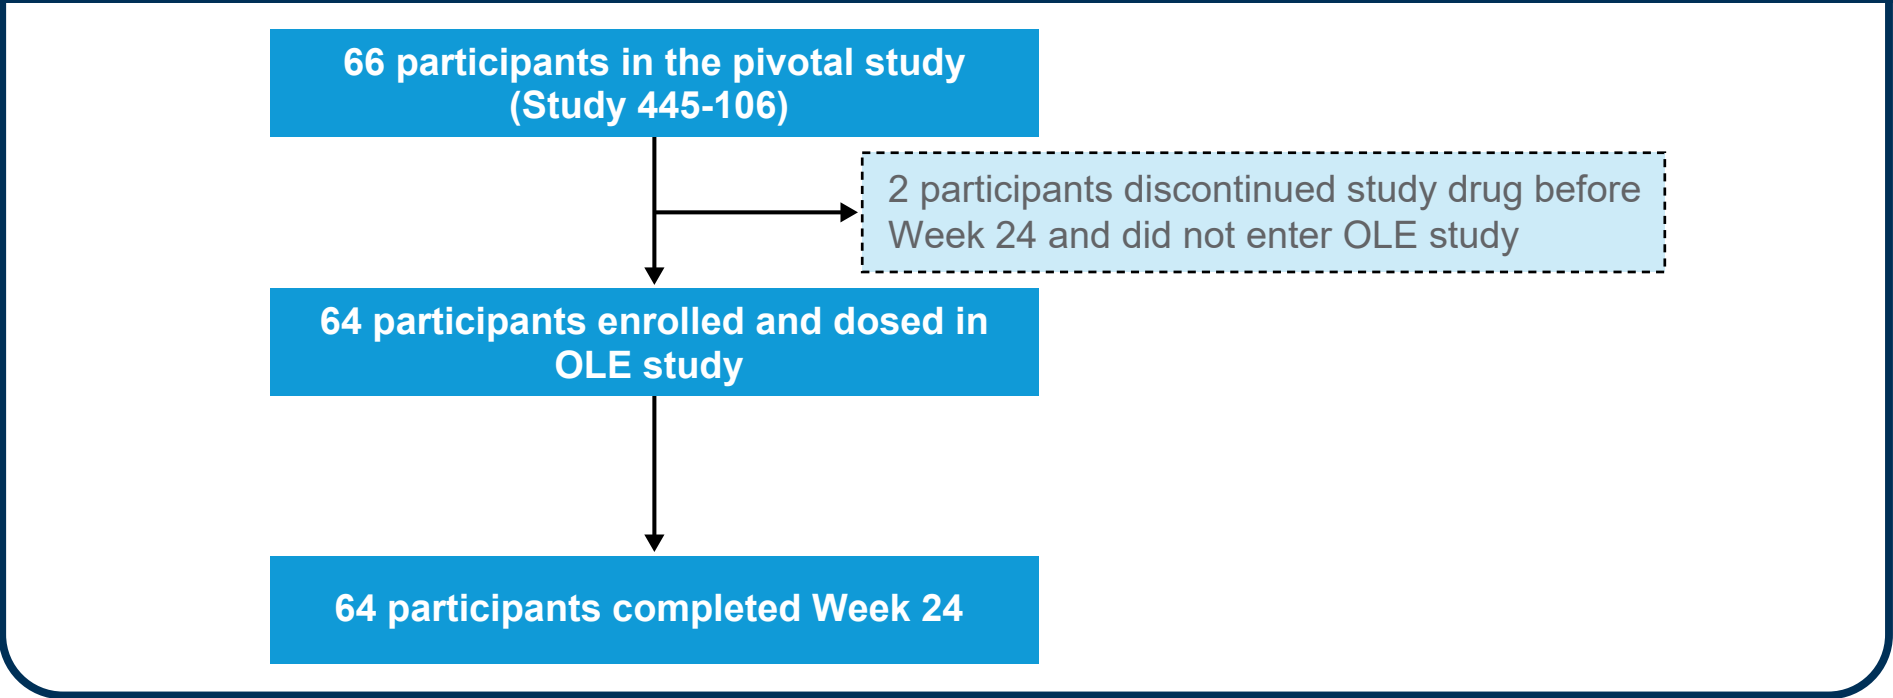 66 participants in the pivotal study
(Study 445-106)
2 participants discontinued study drug before
Week 24 and did not enter OLE study
64 participants enrolled and dosed in
OLE study
64 participants completed Week 24